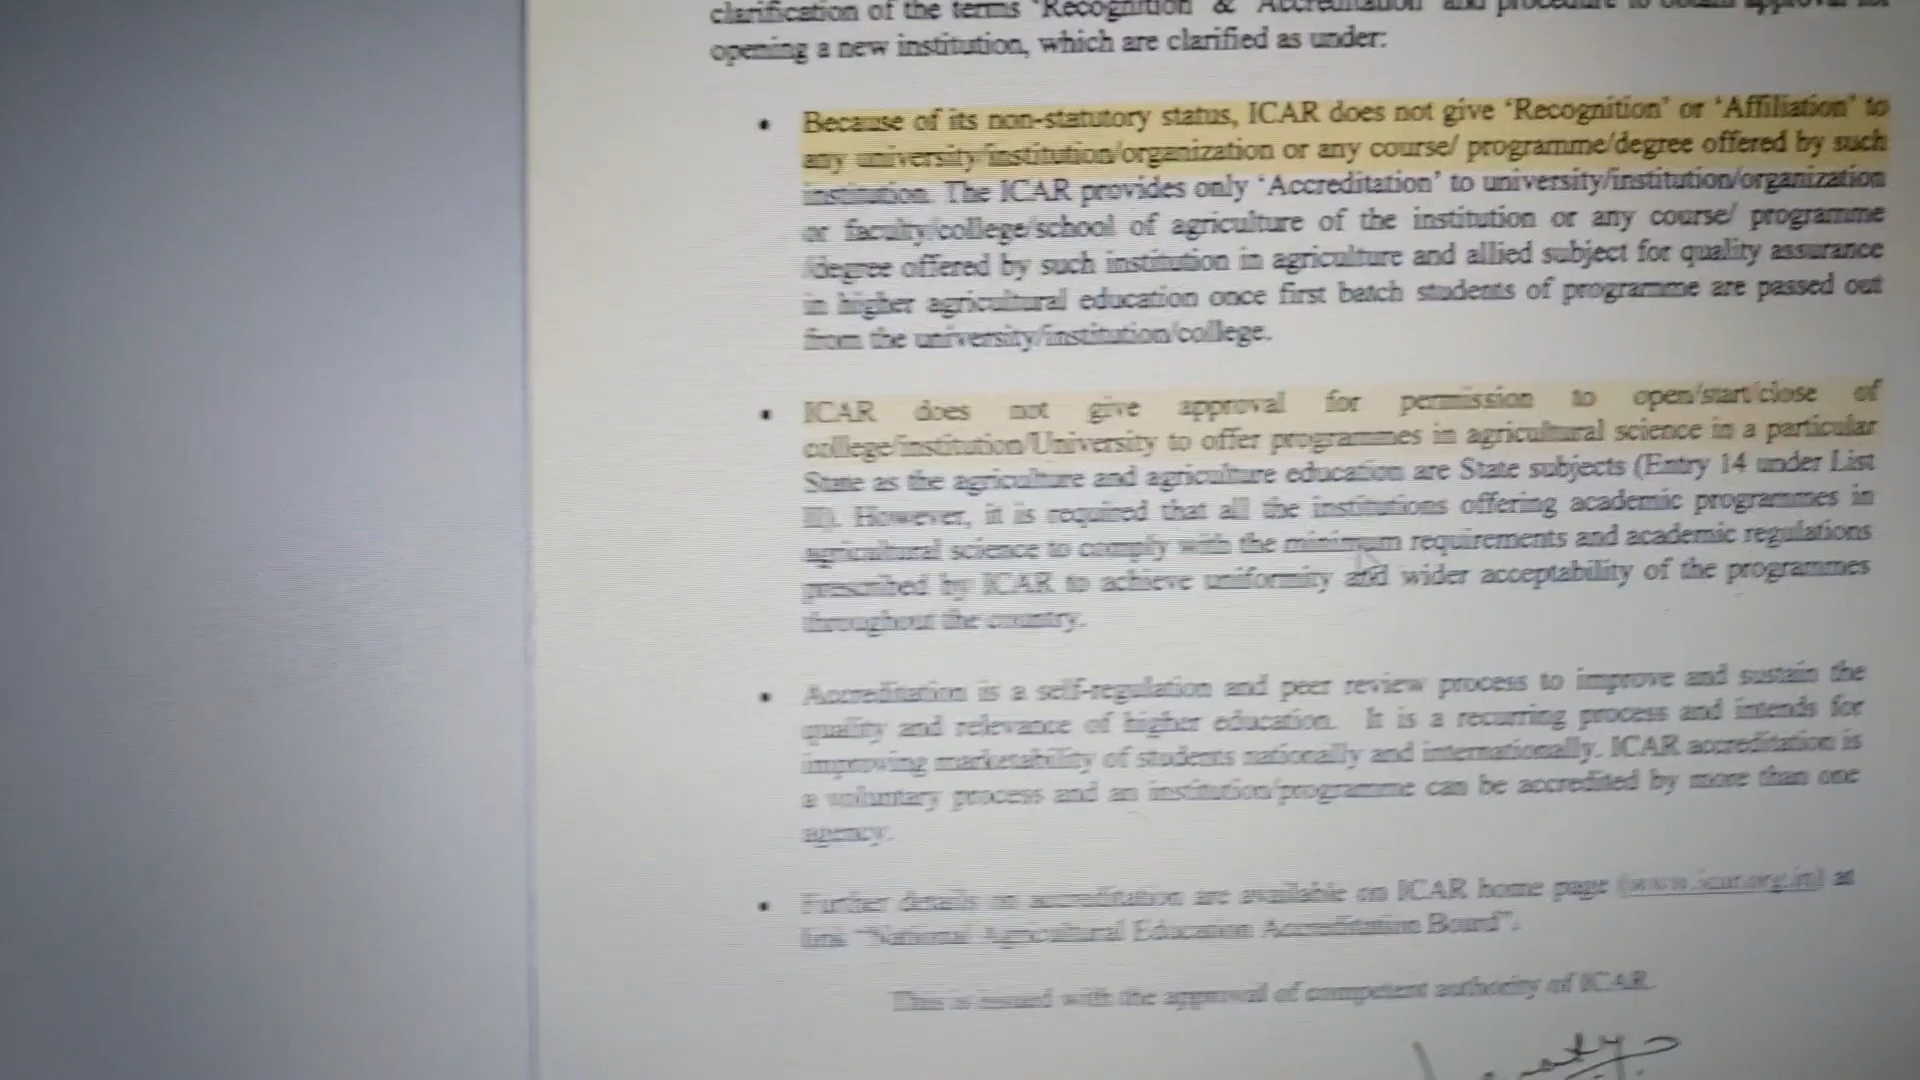 clarification of the terms 'Recognition & Accreditation' and procedure to obtain approval for
opening a new institution, which are clarified as under:
• Because of its non-statutory status, ICAR does not give 'Recognition' or 'Affiliation' to
any university/institution/organization or any course/ programme/degree offered by such
institution. The ICAR provides only 'Accreditation' to university/institution/organization
or faculty/college/school of agriculture of the institution or any course/ programme
/degree offered by such institution in agriculture and allied subject for quality assurance
in higher agricultural education once first batch students of programme are passed out
from the university/institution/college.
• ICAR does not give approval for permission to open/start/close of
college/institution/University to offer programmes in agricultural science in a particular
State as the agriculture and agriculture education are State subjects (Entry 14 under List
II). However, it is required that all the institutions offering academic programmes in
agricultural science to comply with the minimum requirements and academic regulations
prescribed by ICAR to achieve uniformity and wider acceptability of the programmes
throughout the country.
• Accreditation is a self-regulation and peer review process to improve and sustain the
quality and relevance of higher education. It is a recurring process and intends for
improving marketability of students nationally and internationally. ICAR accreditation is
a voluntary process and an institution/programme can be accredited by more than one
agency.
• Further details on accreditation are available on ICAR home page (www.icar.org.in) at
link "National Agricultural Education Accreditation Board".
This is issued with the approval of competent authority of ICAR.